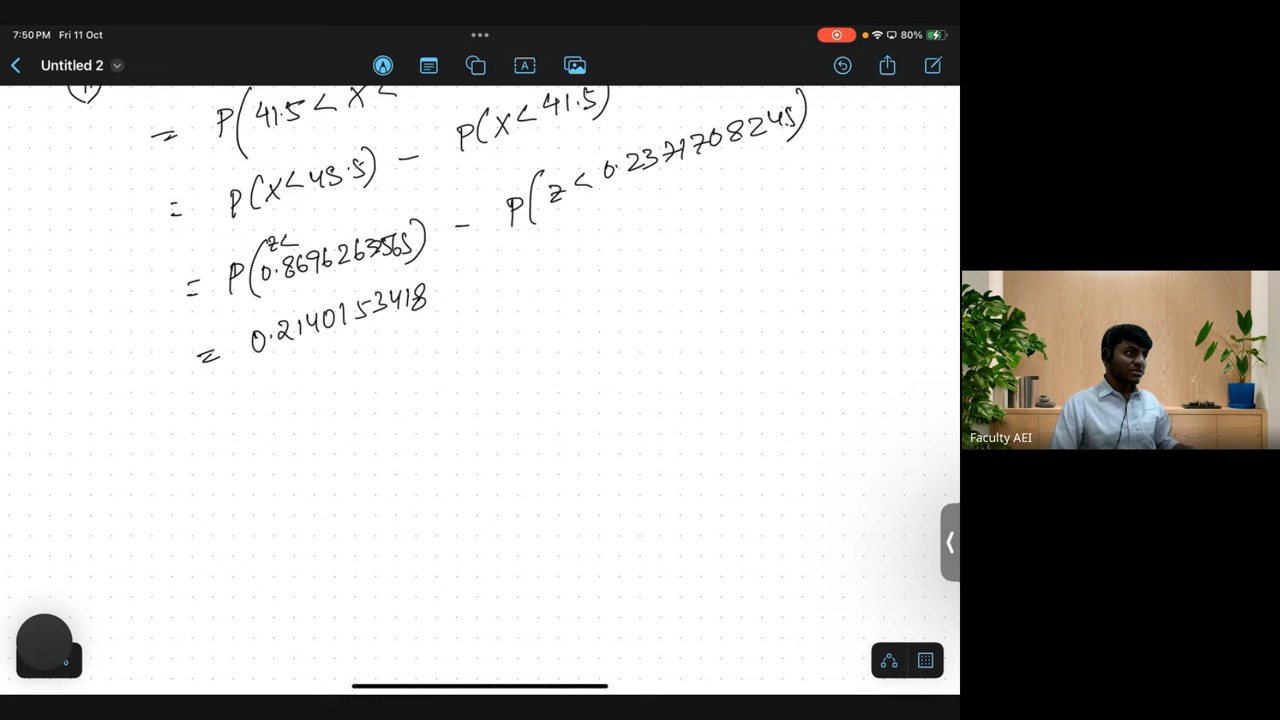 7:50 PM Fri 11 Oct
80%
Untitled 2
A
= P(41.5 < X <
= P(X < 45.5) - P(X < 41.5)
= P(z < 0.8696263565) - P(z < 0.2371708245)
= 0.2140153418
Faculty AEI